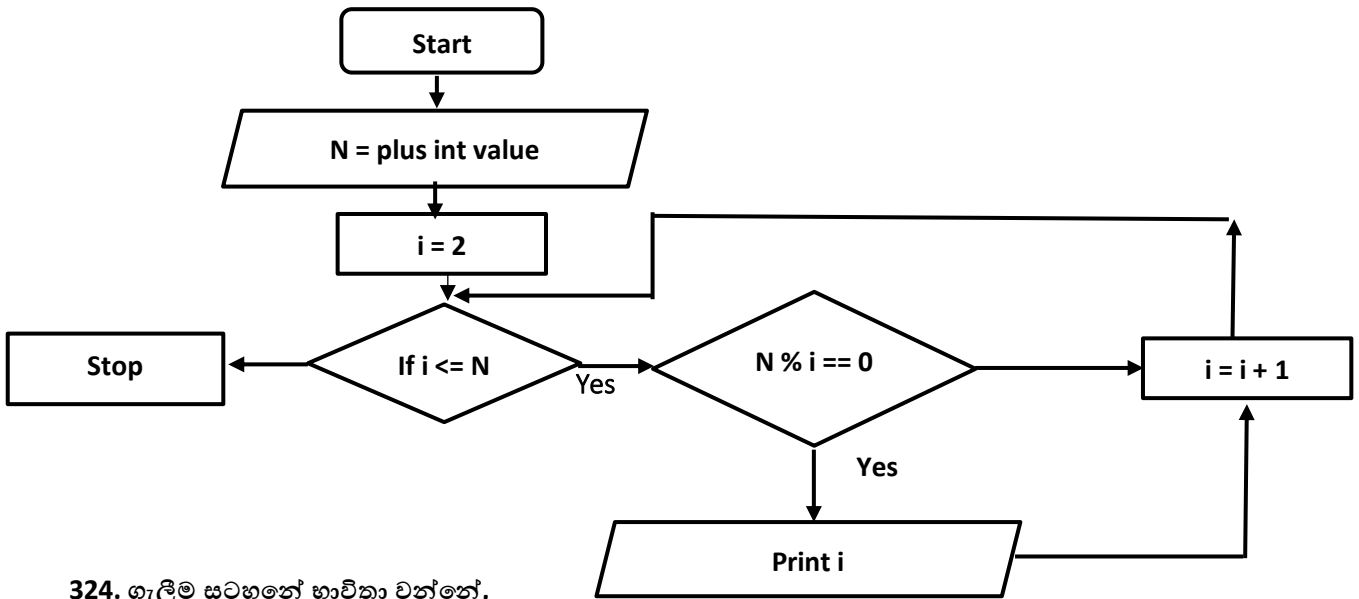 Start
N = plus int value
i = 2
Stop
If i <= N
Yes
N % i == 0
i = i + 1
Yes
Print i
324. ගැලීම සටහනේ භාවිතා වන්නේ.